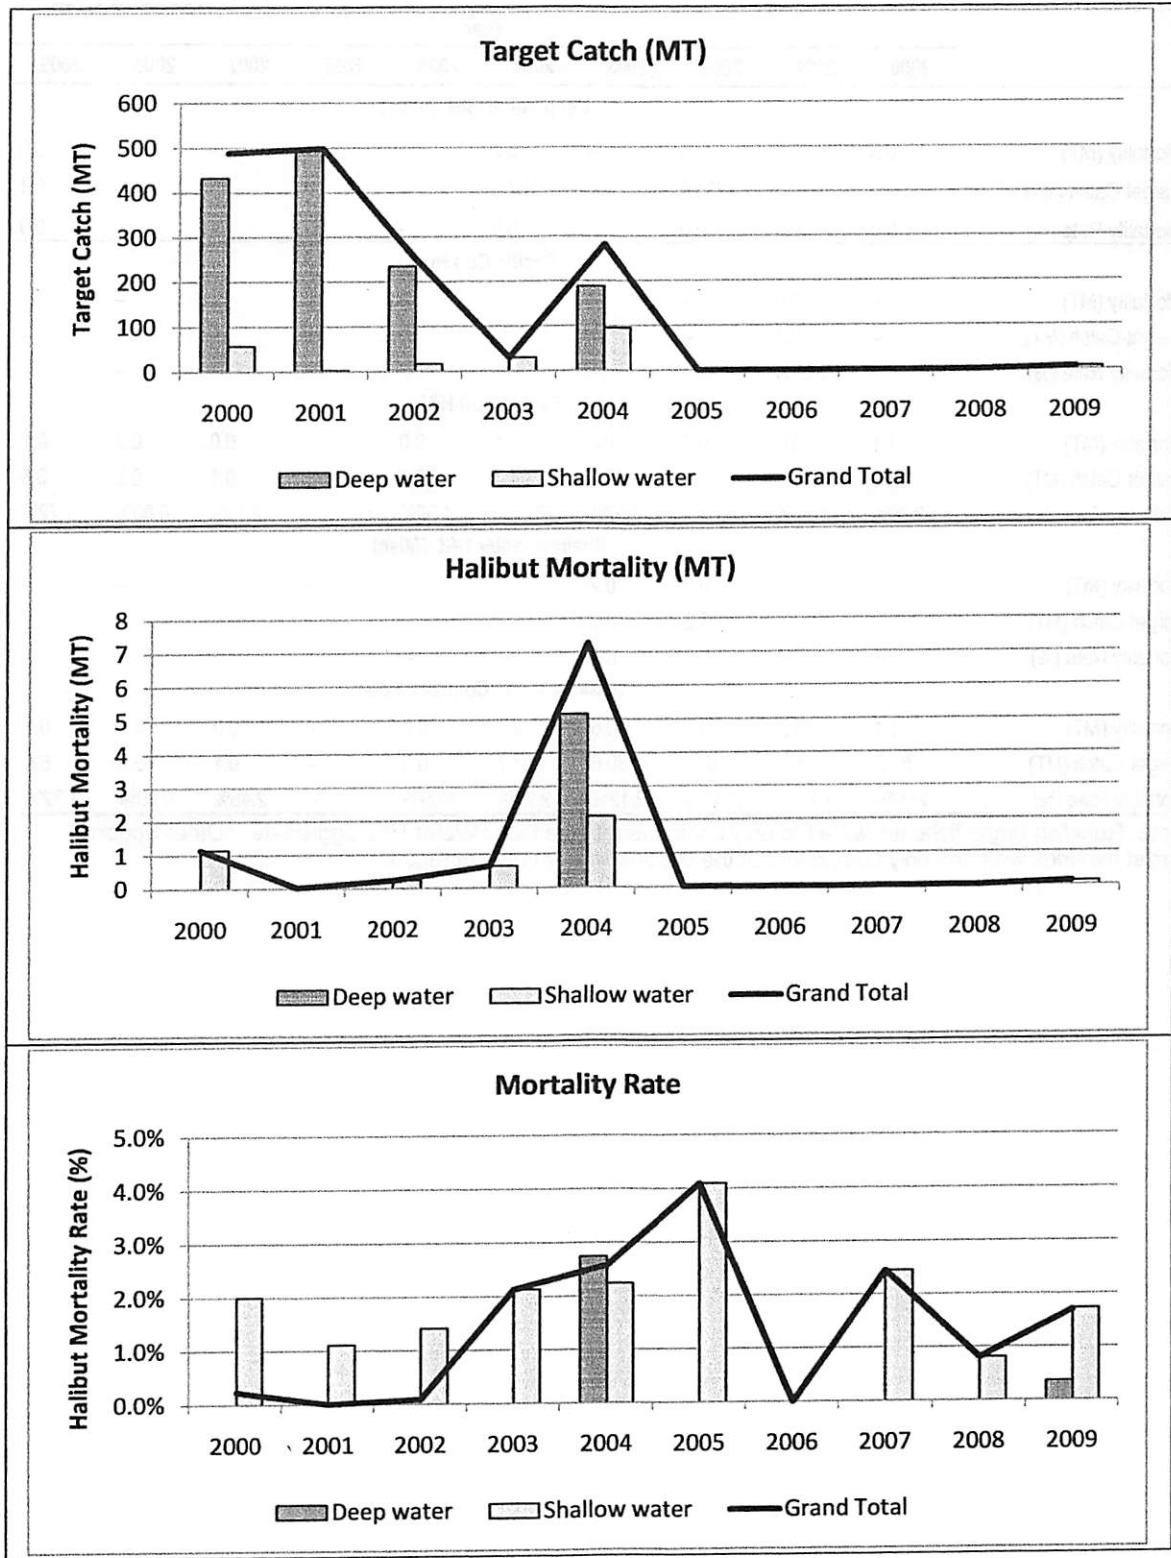 Target Catch (MT)
Target Catch (MT)
600
500
400
300
200
100
0
2000 2001 2002 2003 2004 2005 2006 2007 2008 2009
Deep water Shallow water Grand Total
Halibut Mortality (MT)
Halibut Mortality (MT)
8
7
6
5
4
3
2
1
0
2000 2001 2002 2003 2004 2005 2006 2007 2008 2009
Deep water Shallow water Grand Total
Mortality Rate
Halibut Mortality Rate (%)
5.0%
4.0%
3.0%
2.0%
1.0%
0.0%
2000 2001 2002 2003 2004 2005 2006 2007 2008 2009
Deep water Shallow water Grand Total